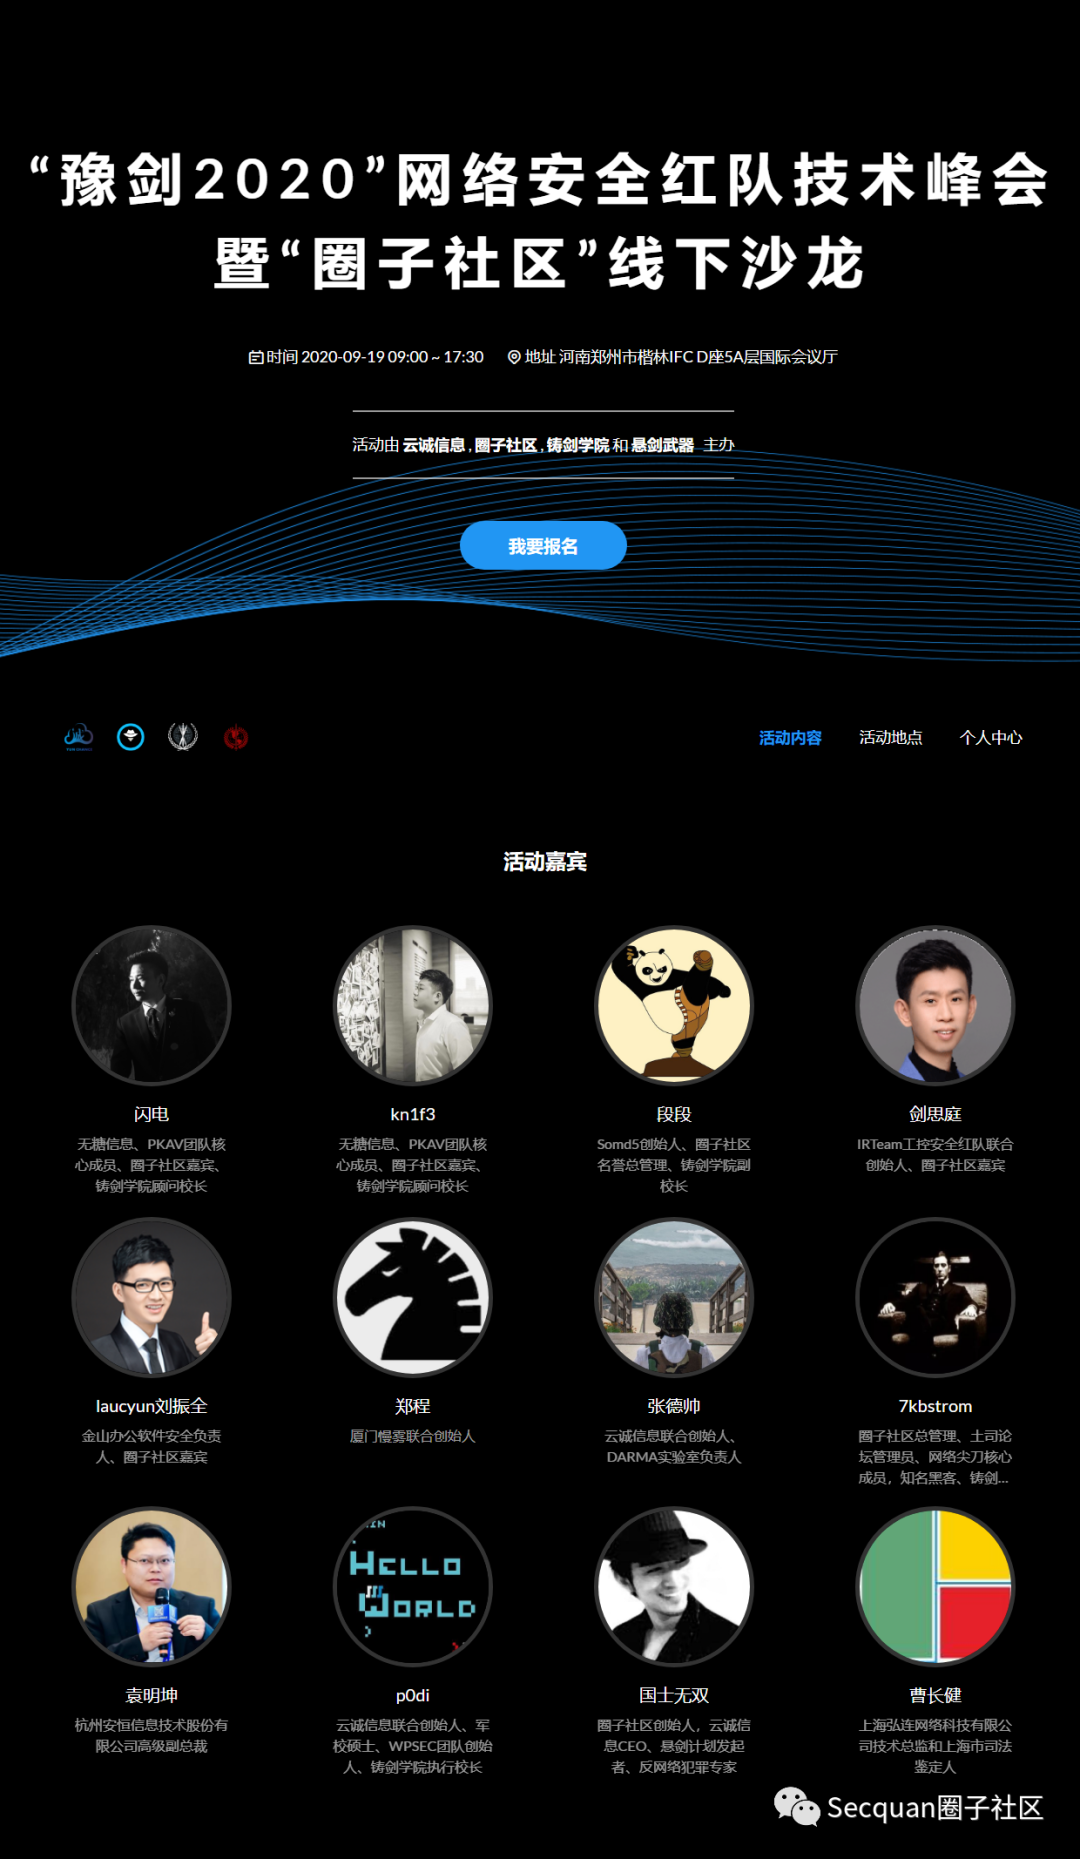 “豫剑2020”网络安全红队技术峰会
暨“圈子社区”线下沙龙
时间 2020-09-19 09:00 ~ 17:30 地址 河南郑州市楷林IFC D座5A层国际会议厅
活动由 云诚信息 , 圈子社区 , 铸剑学院 和 悬剑武器 主办
我要报名
活动内容 活动地点 个人中心
活动嘉宾
闪电
无糖信息、PKAV团队核
心成员、圈子社区嘉宾、
铸剑学院顾问校长
kn1f3
无糖信息、PKAV团队核
心成员、圈子社区嘉宾、
铸剑学院顾问校长
段段
Somd5创始人、圈子社区
名誉总管理、铸剑学院副
校长
剑思庭
IRTeam工控安全红队联合
创始人、圈子社区嘉宾
laucyun刘振全
金山办公软件安全负责
人、圈子社区嘉宾
郑程
厦门慢雾联合创始人
张德帅
云诚信息联合创始人、
DARMA实验室负责人
7kbstrom
圈子社区总管理、土司论
坛管理员、网络尖刀核心
成员，知名黑客、铸剑...
HELLO
WORLD
袁明坤
杭州安恒信息技术股份有
限公司高级副总裁
p0di
云诚信息联合创始人、军
校硕士、WPSEC团队创始
人、铸剑学院执行校长
国士无双
圈子社区创始人，云诚信
息CEO、悬剑计划发起
者、反网络犯罪专家
曹长健
上海弘连网络科技有限公
司技术总监和上海市司法
鉴定人
Secquan圈子社区